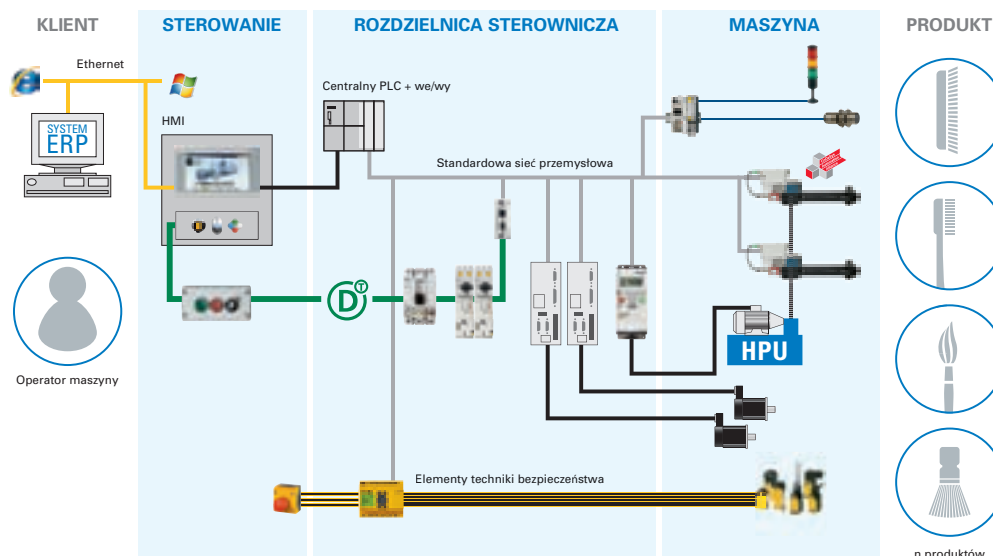 KLIENT
STEROWANIE
ROZDZIELNICA STEROWNICZA
MASZYNA
PRODUKT
Ethernet
Centralny PLC + we/wy
HMI
SYSTEM
ERP
Standardowa sieć przemysłowa
D T
HPU
Operator maszyny
Elementy techniki bezpieczeństwa
n produktów